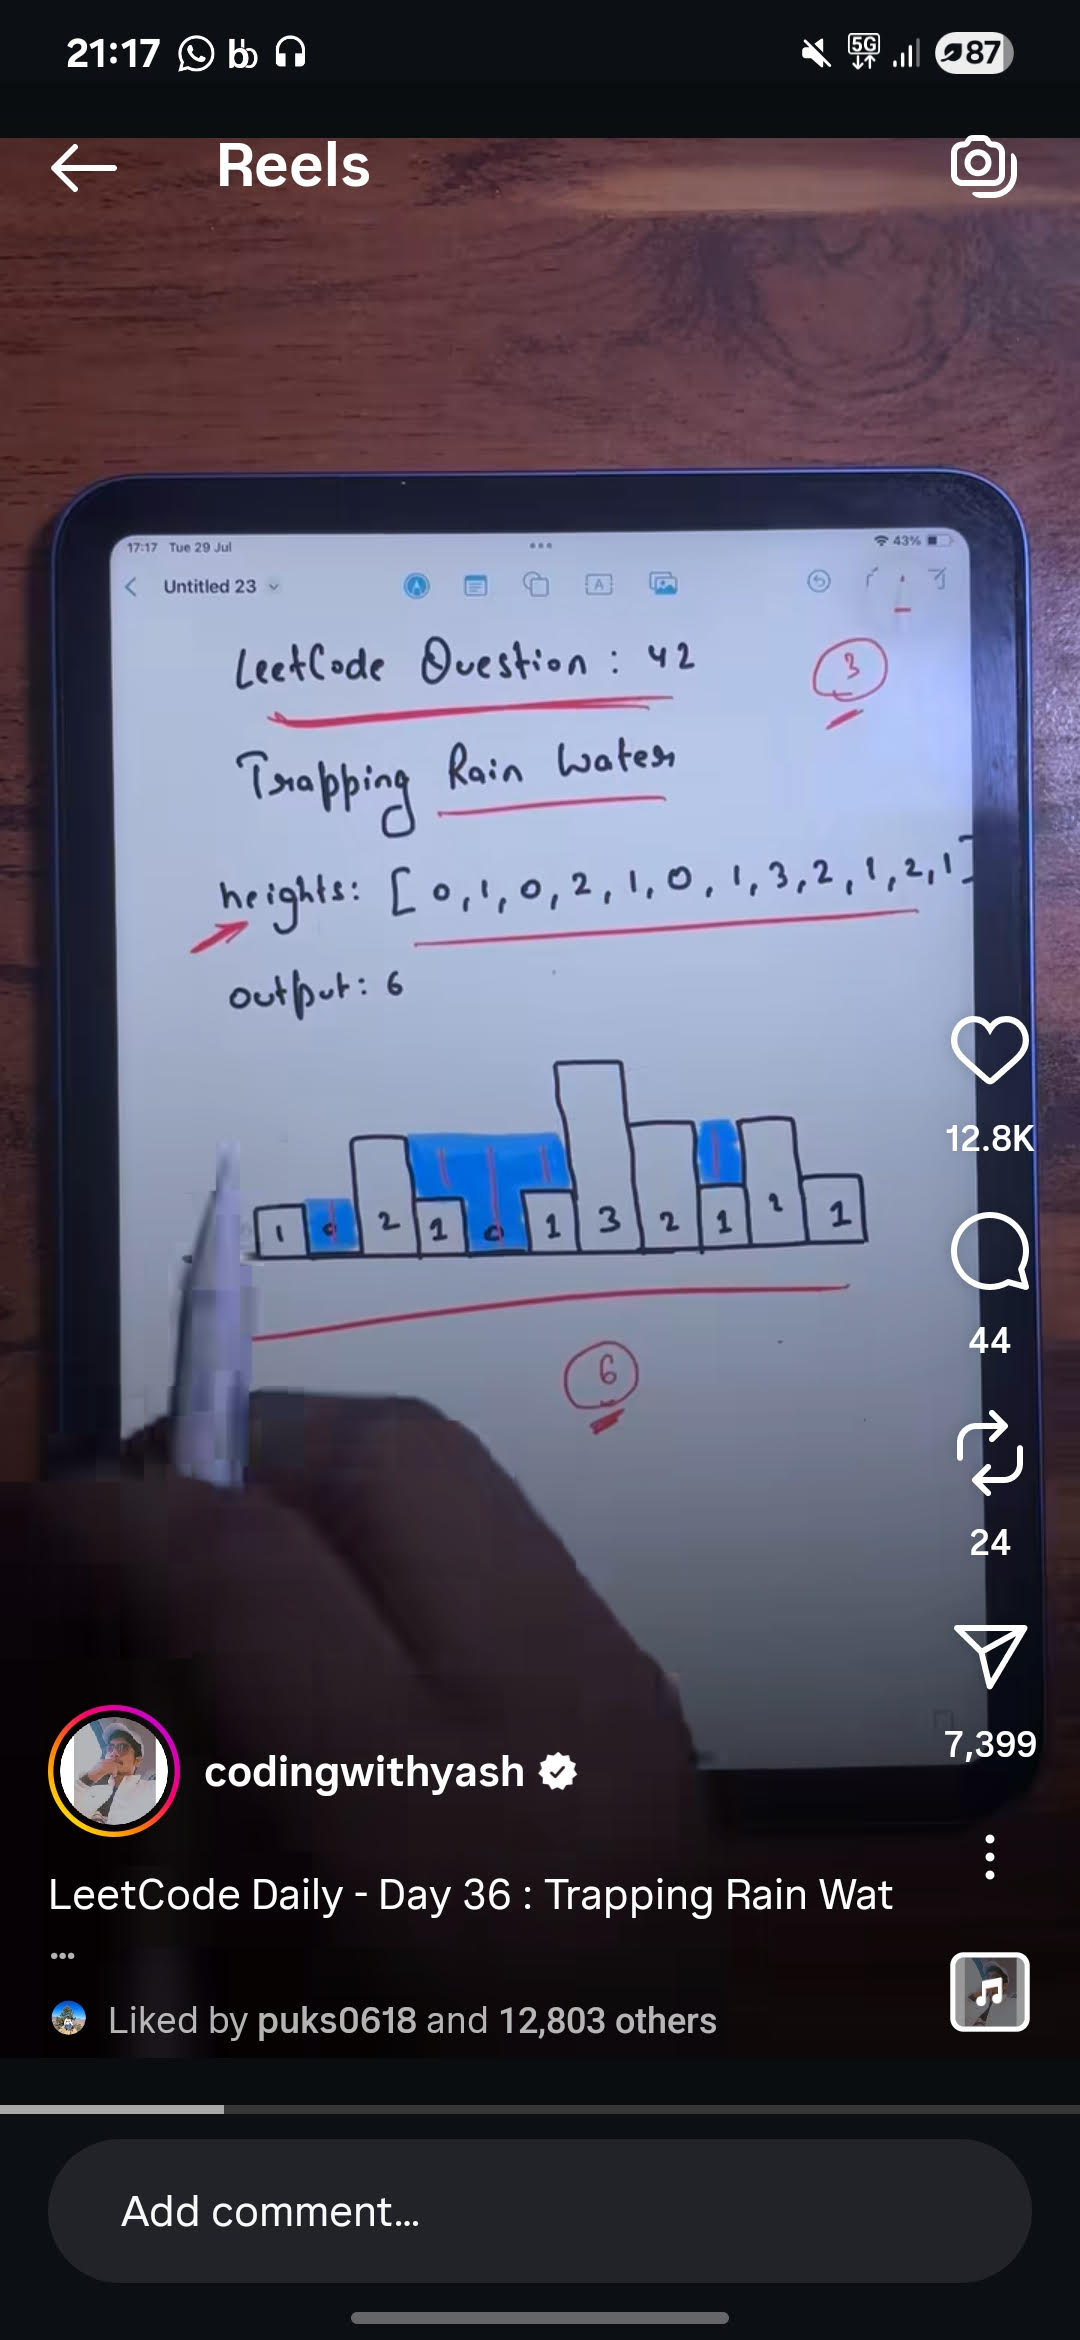 21:17
5G
87
Reels
17:17 Tue 29 Jul
43%
Untitled 23
A
LeetCode Question : 42
3
Trapping Rain Water
heights: [0,1,0,2,1,0,1,3,2,1,2,1]
output: 6
1 0 2 1 0 1 3 2 1 2 1
6
12.8K
44
24
7,399
codingwithyash
LeetCode Daily - Day 36 : Trapping Rain Wat
...
Liked by puks0618 and 12,803 others
Add comment...